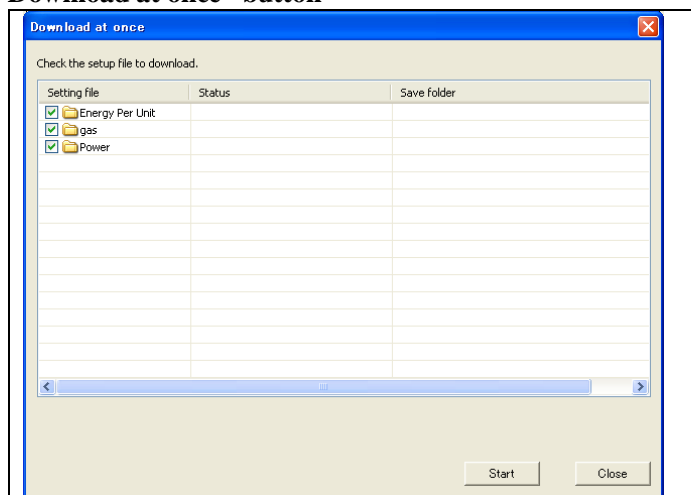 Download at once" button
Download at once
Check the setup file to download.
Setting file Status Save folder
Energy Per Unit
gas
Power
Start Close